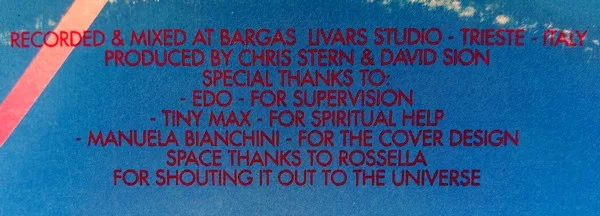 RECORDED & MIXED AT BARGAS LIVARS STUDIO - TRIESTE - ITALY
PRODUCED BY CHRIS STERN & DAVID SION
SPECIAL THANKS TO:
- EDO - FOR SUPERVISION
- TINY MAX - FOR SPIRITUAL HELP
- MANUELA BIANCHINI - FOR THE COVER DESIGN
SPACE THANKS TO ROSSELLA
FOR SHOUTING IT OUT TO THE UNIVERSE